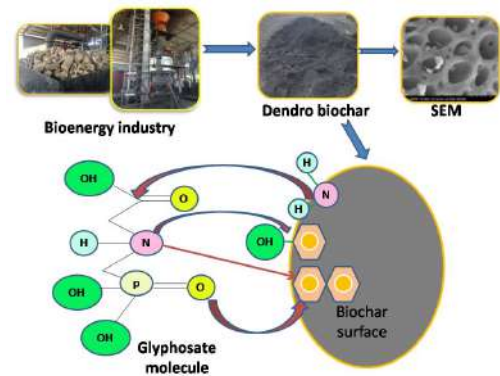 Bioenergy industry
Dendro biochar
SEM
OH
O
H
N
OH
p
O
OH
Glyphosate
molecule
H
H
N
OH
Biochar
surface